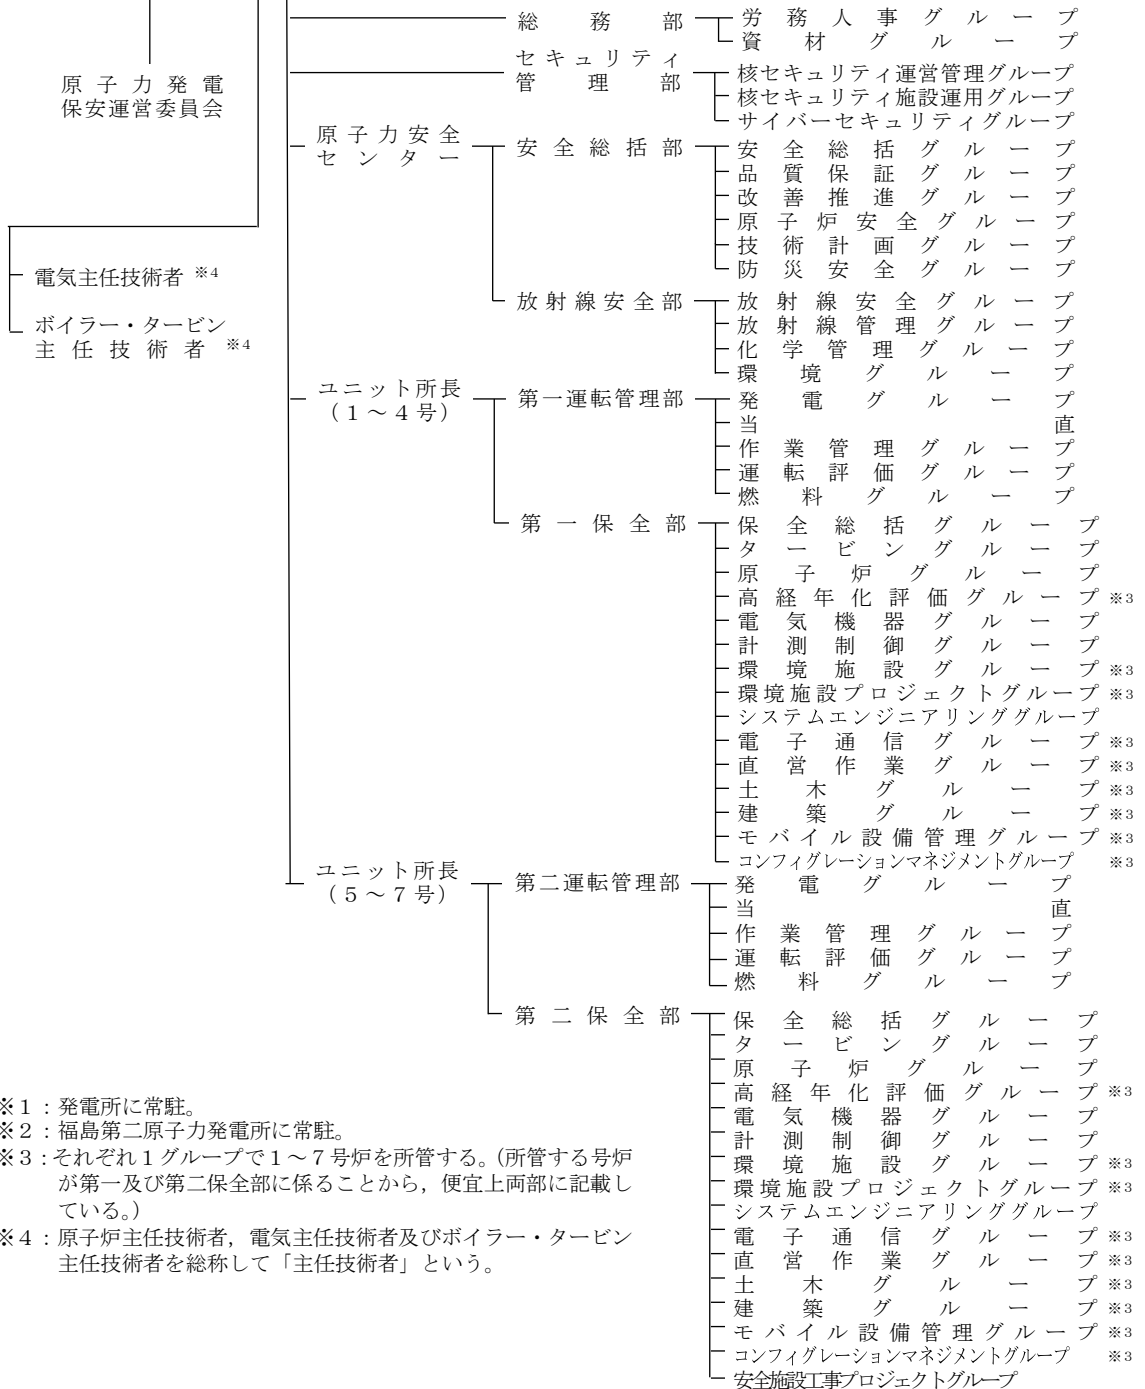 総務部
労務人事グループ
資材グループ
セキュリティ
管理部
核セキュリティ運営管理グループ
核セキュリティ施設運用グループ
サイバーセキュリティグループ
原子力発電
保安運営委員会
原子力安全
センター
安全総括部
安全総括グループ
品質保証グループ
改善推進グループ
原子炉安全グループ
技術計画グループ
防災安全グループ
電気主任技術者 ※4
ボイラー・タービン
主任技術者 ※4
放射線安全部
放射線安全グループ
放射線管理グループ
化学管理グループ
環境グループ
ユニット所長
(1～4号)
第一運転管理部
発電グループ
当直
作業管理グループ
運転評価グループ
燃料グループ
第一保全部
保全総括グループ
タービングループ
原子炉グループ
高経年化評価グループ ※3
電気機器グループ
計測制御グループ
環境施設グループ ※3
環境施設プロジェクトグループ ※3
システムエンジニアリンググループ
電子通信グループ ※3
直営作業グループ ※3
土木グループ ※3
建築グループ ※3
モバイル設備管理グループ ※3
コンフィグレーションマネジメントグループ ※3
ユニット所長
(5～7号)
第二運転管理部
発電グループ
当直
作業管理グループ
運転評価グループ
燃料グループ
第二保全部
保全総括グループ
タービングループ
原子炉グループ
高経年化評価グループ ※3
電気機器グループ
計測制御グループ
環境施設グループ ※3
環境施設プロジェクトグループ ※3
システムエンジニアリンググループ
電子通信グループ ※3
直営作業グループ ※3
土木グループ ※3
建築グループ ※3
モバイル設備管理グループ ※3
コンフィグレーションマネジメントグループ ※3
安全施設工事プロジェクトグループ
※1：発電所に常駐。
※2：福島第二原子力発電所に常駐。
※3：それぞれ1グループで1～7号炉を所管する。(所管する号炉
が第一及び第二保全部に係ることから，便宜上両部に記載し
ている。)
※4：原子炉主任技術者，電気主任技術者及びボイラー・タービン
主任技術者を総称して「主任技術者」という。